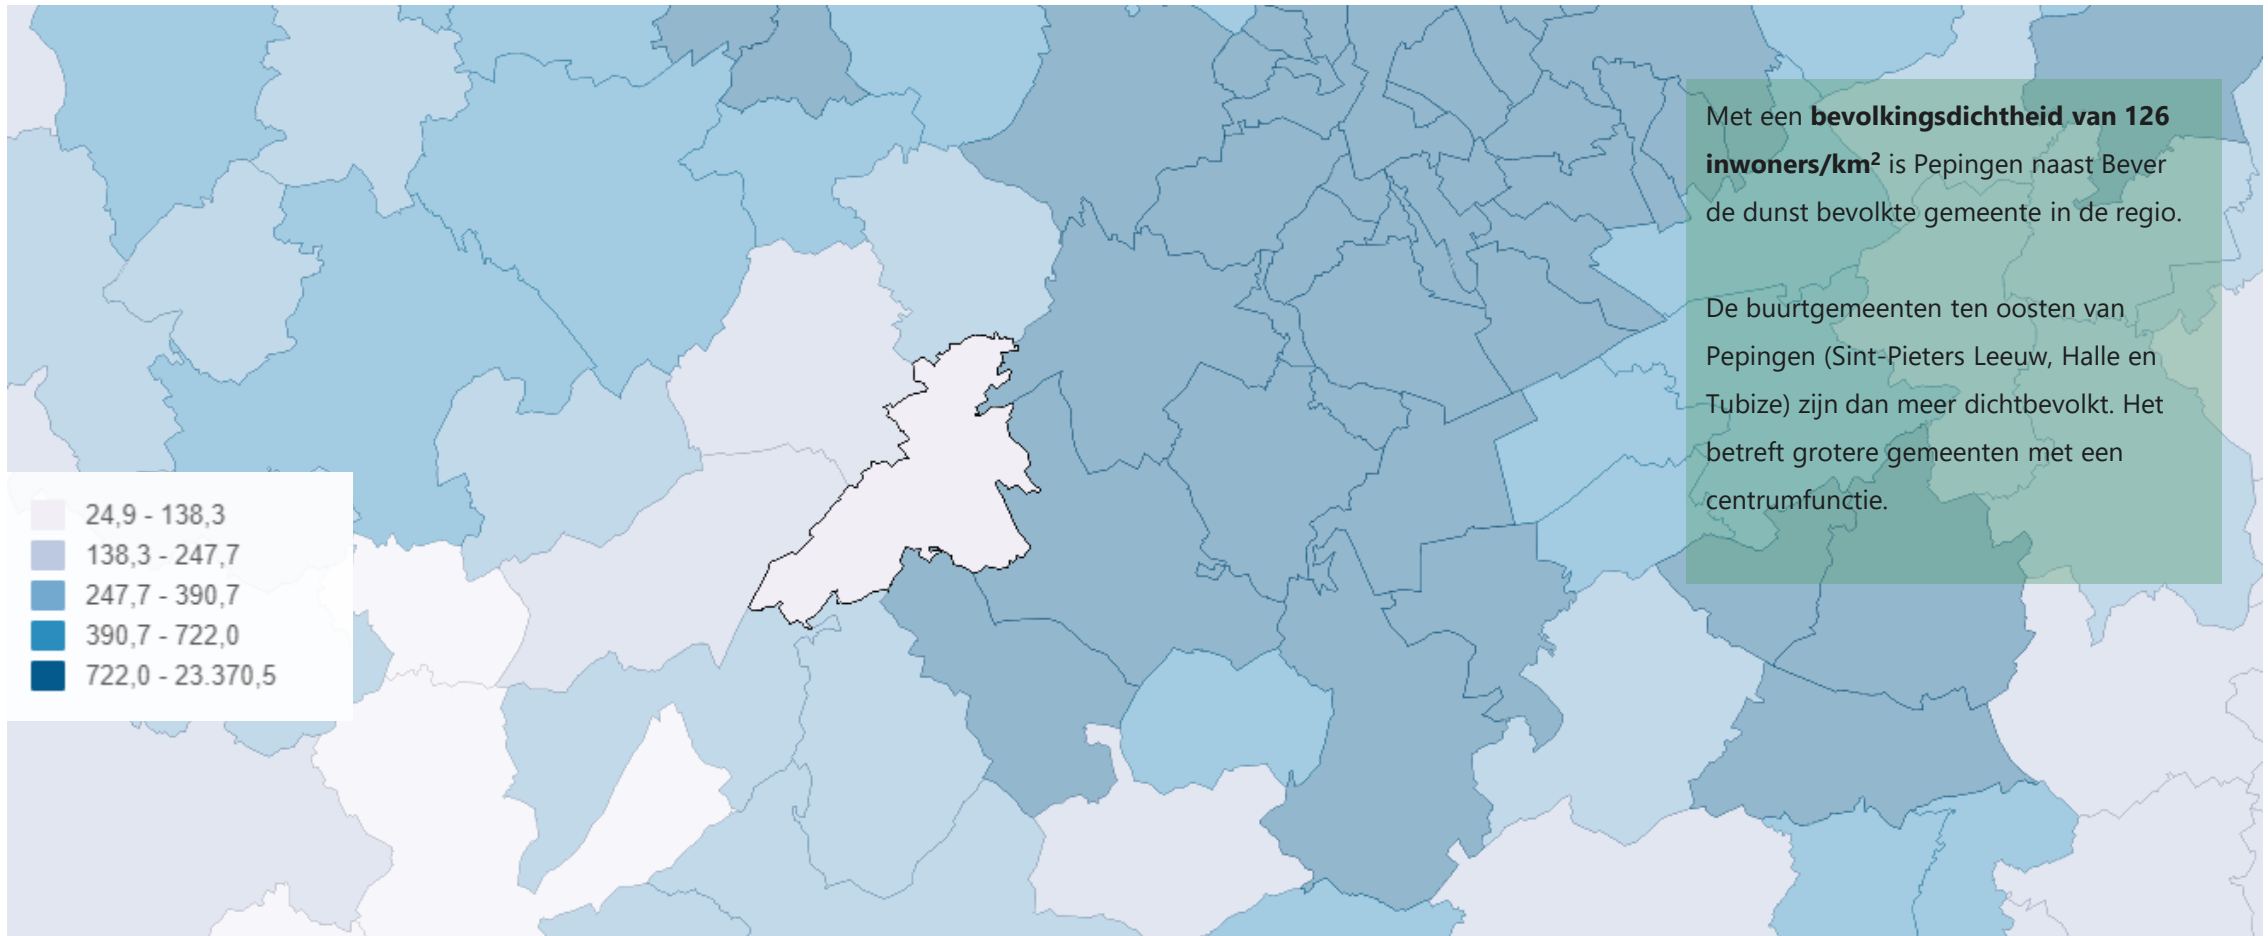 Met een bevolkingsdichtheid van 126
inwoners/km² is Pepingen naast Bever
de dunst bevolkte gemeente in de regio.
De buurtgemeenten ten oosten van
Pepingen (Sint-Pieters Leeuw, Halle en
Tubize) zijn dan meer dichtbevolkt. Het
betreft grotere gemeenten met een
centrumfunctie.
24,9 - 138,3
138,3 - 247,7
247,7 - 390,7
390,7 - 722,0
722,0 - 23.370,5